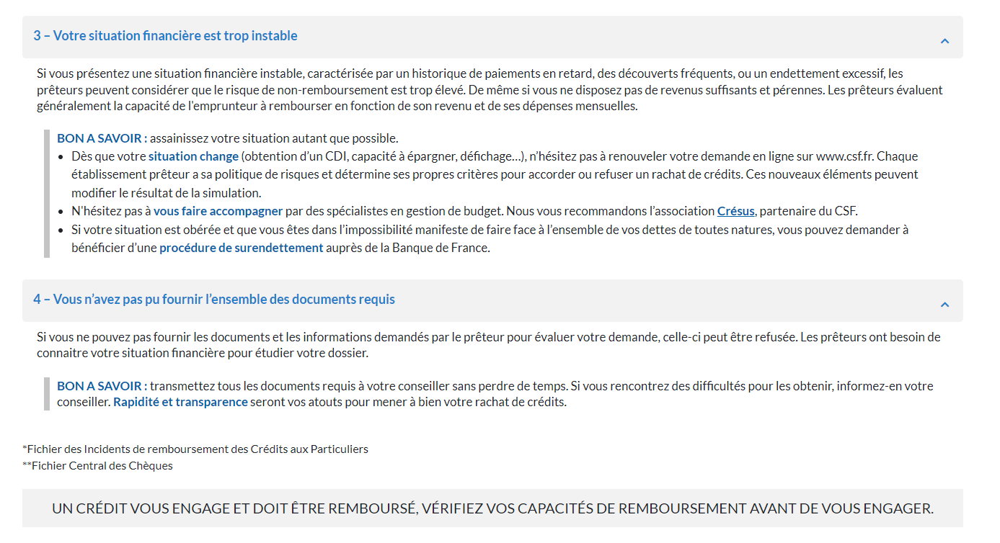 3 – Votre situation financière est trop instable
Si vous présentez une situation financière instable, caractérisée par un historique de paiements en retard, des découverts fréquents, ou un endettement excessif, les
prêteurs peuvent considérer que le risque de non-remboursement est trop élevé. De même si vous ne disposez pas de revenus suffisants et pérennes. Les prêteurs évaluent
généralement la capacité de l'emprunteur à rembourser en fonction de son revenu et de ses dépenses mensuelles.
BON A SAVOIR : assainissez votre situation autant que possible.
• Dès que votre situation change (obtention d’un CDI, capacité à épargner, défichage…), n’hésitez pas à renouveler votre demande en ligne sur www.csf.fr. Chaque
établissement prêteur a sa politique de risques et détermine ses propres critères pour accorder ou refuser un rachat de crédits. Ces nouveaux éléments peuvent
modifier le résultat de la simulation.
• N'hésitez pas à vous faire accompagner par des spécialistes en gestion de budget. Nous vous recommandons l’association Crésus, partenaire du CSF.
• Si votre situation est obérée et que vous êtes dans l’impossibilité manifeste de faire face à l’ensemble de vos dettes de toutes natures, vous pouvez demander à
bénéficier d’une procédure de surendettement auprès de la Banque de France.
4 – Vous n’avez pas pu fournir l’ensemble des documents requis
Si vous ne pouvez pas fournir les documents et les informations demandés par le prêteur pour évaluer votre demande, celle-ci peut être refusée. Les prêteurs ont besoin de
connaitre votre situation financière pour étudier votre dossier.
BON A SAVOIR : transmettez tous les documents requis à votre conseiller sans perdre de temps. Si vous rencontrez des difficultés pour les obtenir, informez-en votre
conseiller. Rapidité et transparence seront vos atouts pour mener à bien votre rachat de crédits.
*Fichier des Incidents de remboursement des Crédits aux Particuliers
**Fichier Central des Chèques
UN CRÉDIT VOUS ENGAGE ET DOIT ÊTRE REMBOURSÉ, VÉRIFIEZ VOS CAPACITÉS DE REMBOURSEMENT AVANT DE VOUS ENGAGER.